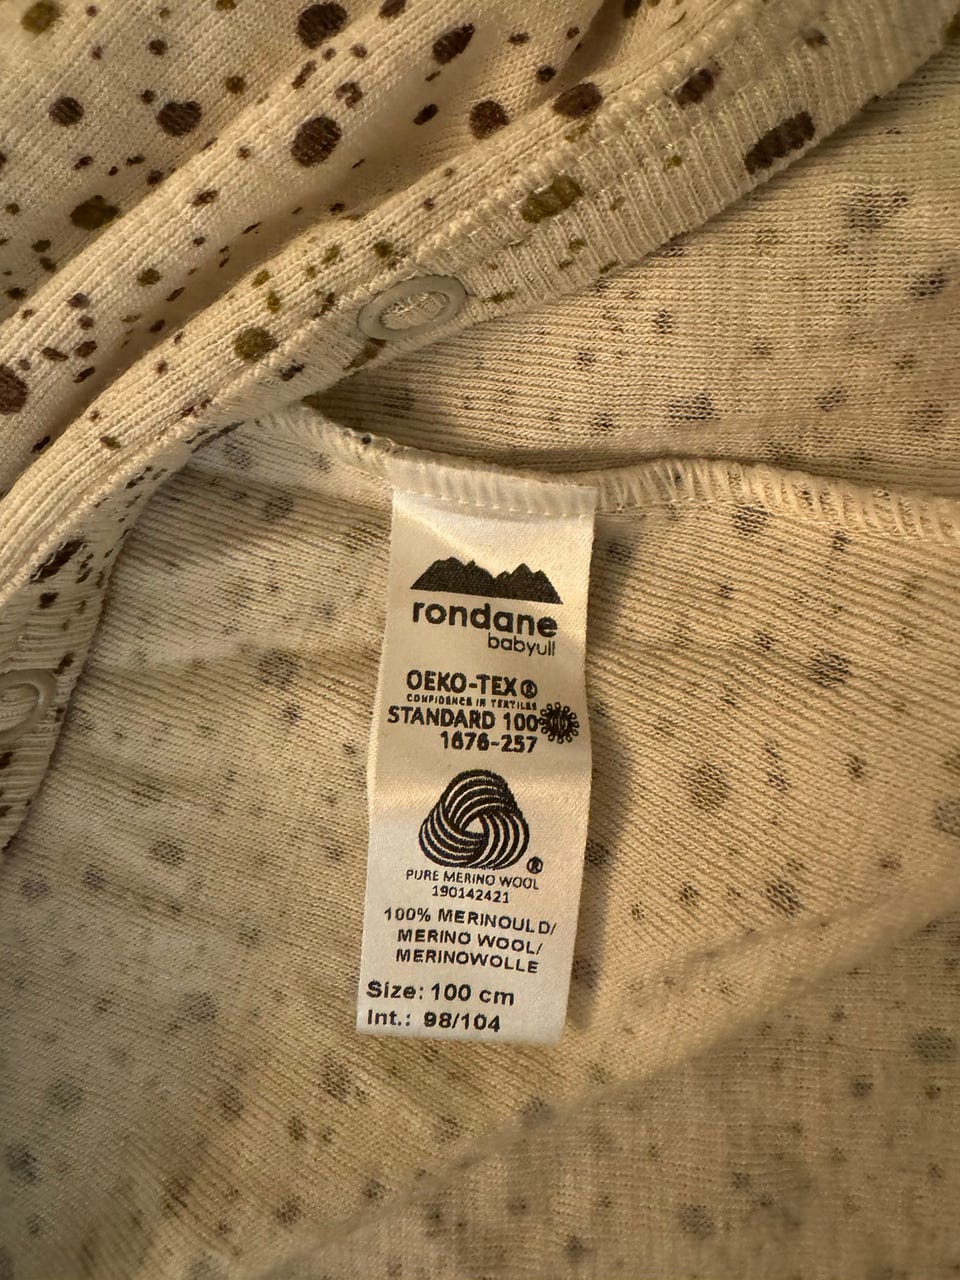 rondane
babyull
OEKO-TEX®
CONFIDENCE IN TEXTILES
STANDARD 100
1676-257
®
PURE MERINO WOOL
190142421
100% MERINOULD/
MERINO WOOL/
MERINOWOLLE
Size: 100 cm
Int.: 98/104